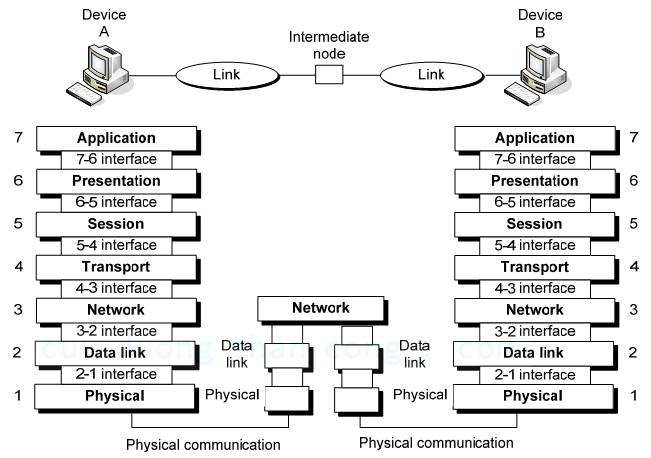 Device
A
Device
B
Intermediate
node
Link
Link
7 Application
7-6 interface
6 Presentation
6-5 interface
5 Session
5-4 interface
4 Transport
4-3 interface
3 Network
3-2 interface
2 Data link
2-1 interface
1 Physical
Network
Data
link
Data
link
Physical
Physical
Application 7
7-6 interface
Presentation 6
6-5 interface
Session 5
5-4 interface
Transport 4
4-3 interface
Network 3
3-2 interface
Data link 2
2-1 interface
Physical 1
Physical communication
Physical communication